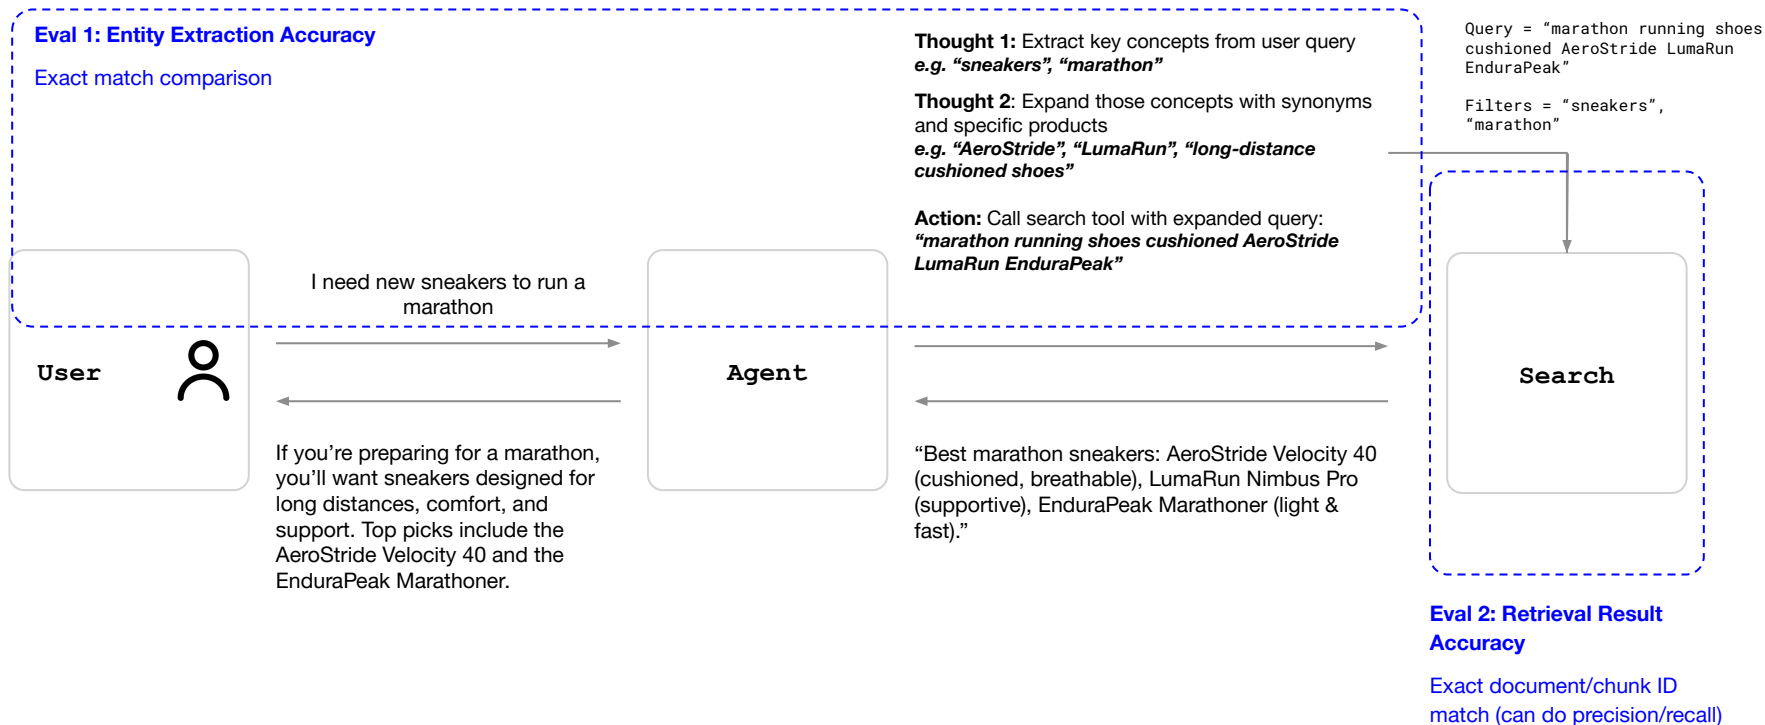 Eval 1: Entity Extraction Accuracy
Exact match comparison
Thought 1: Extract key concepts from user query
e.g. “sneakers”, “marathon”
Thought 2: Expand those concepts with synonyms
and specific products
e.g. “AeroStride”, “LumaRun”, “long-distance
cushioned shoes”
Action: Call search tool with expanded query:
“marathon running shoes cushioned AeroStride
LumaRun EnduraPeak”
Query = “marathon running shoes
cushioned AeroStride LumaRun
EnduraPeak”
Filters = “sneakers”,
“marathon”
I need new sneakers to run a
marathon
User
Agent
Search
If you’re preparing for a marathon,
you’ll want sneakers designed for
long distances, comfort, and
support. Top picks include the
AeroStride Velocity 40 and the
EnduraPeak Marathoner.
“Best marathon sneakers: AeroStride Velocity 40
(cushioned, breathable), LumaRun Nimbus Pro
(supportive), EnduraPeak Marathoner (light &
fast).”
Eval 2: Retrieval Result
Accuracy
Exact document/chunk ID
match (can do precision/recall)